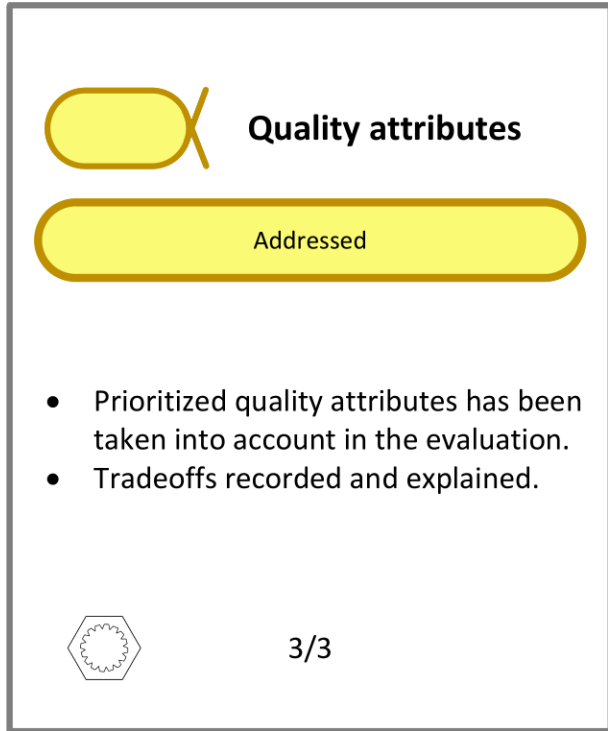 Quality attributes
Addressed
• Prioritized quality attributes has been
taken into account in the evaluation.
• Tradeoffs recorded and explained.
3/3